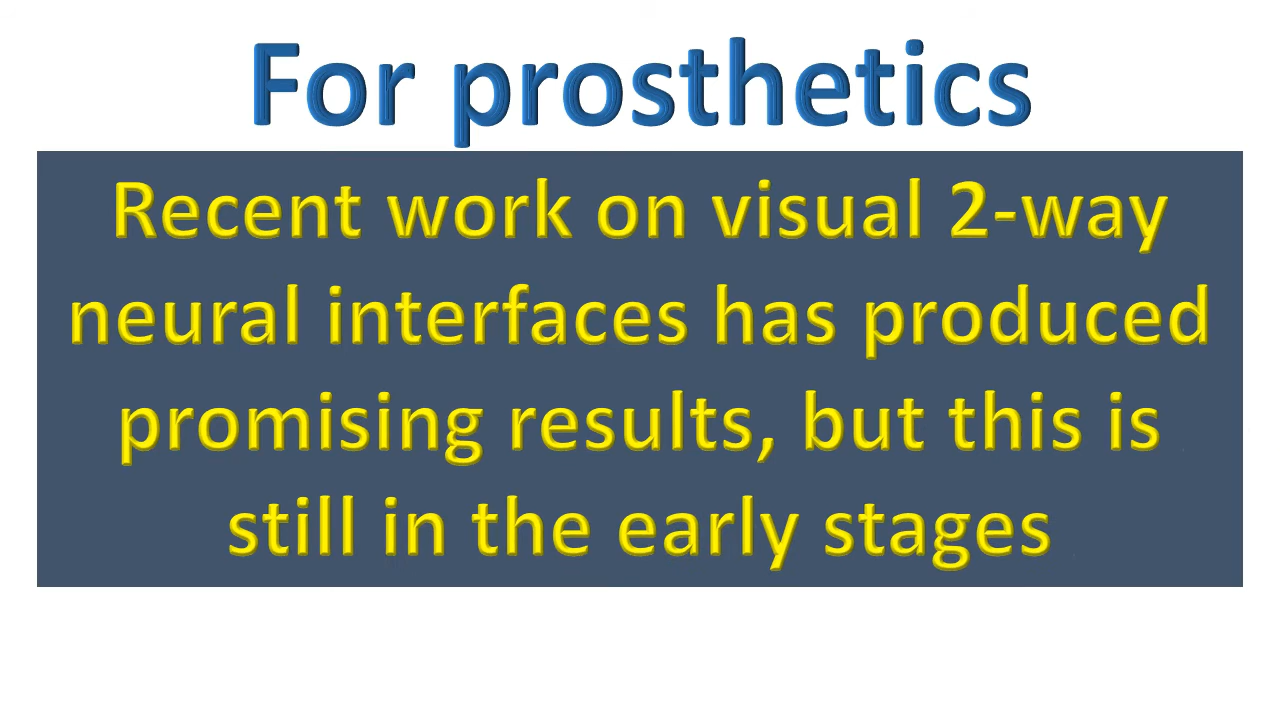 For prosthetics
Recent work on visual 2-way
neural interfaces has produced
promising results, but this is
still in the early stages